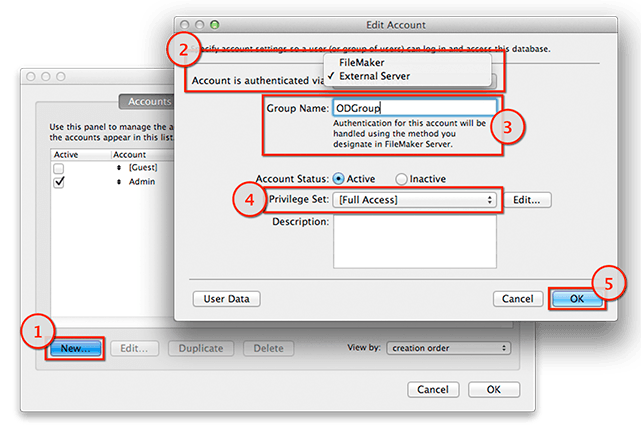 Edit Account
2
Specify account settings so a user (or group of users) can log in and access this database.
FileMaker
Account is authenticated via
✓ External Server
Group Name: ODGroup
Authentication for this account will be
handled using the method you
designate in FileMaker Server.
3
Account Status: Active Inactive
4
Privilege Set: [Full Access] Edit...
Description:
User Data Cancel OK
5
Accounts
Use this panel to manage the a
the accounts appear in this list.
Active Account
[Guest]
Admin
1
New... Edit... Duplicate Delete View by: creation order
Cancel OK